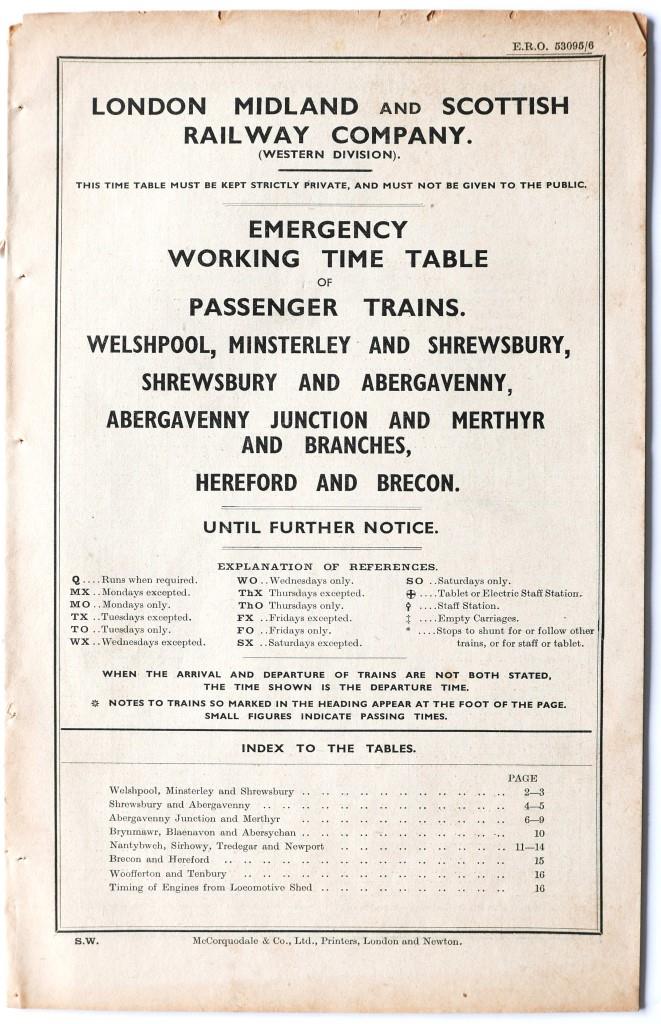 E.R.O. 53095/6
LONDON MIDLAND AND SCOTTISH
RAILWAY COMPANY.
(WESTERN DIVISION).
THIS TIME TABLE MUST BE KEPT STRICTLY PRIVATE, AND MUST NOT BE GIVEN TO THE PUBLIC.
EMERGENCY
WORKING TIME TABLE
OF
PASSENGER TRAINS.
WELSHPOOL, MINSTERLEY AND SHREWSBURY,
SHREWSBURY AND ABERGAVENNY,
ABERGAVENNY JUNCTION AND MERTHYR
AND BRANCHES,
HEREFORD AND BRECON.
UNTIL FURTHER NOTICE.
EXPLANATION OF REFERENCES.
Q .... Runs when required.
MX .. Mondays excepted.
MO .. Mondays only.
TX .. Tuesdays excepted.
TO .. Tuesdays only.
WX .. Wednesdays excepted.
WO .. Wednesdays only.
ThX Thursdays excepted.
ThO Thursdays only.
FX .. Fridays excepted.
FO .. Fridays only.
SX .. Saturdays excepted.
SO .. Saturdays only.
✠ .... Tablet or Electric Staff Station.
⚲ .... Staff Station.
‡ .... Empty Carriages.
* .... Stops to shunt for or follow other
trains, or for staff or tablet.
WHEN THE ARRIVAL AND DEPARTURE OF TRAINS ARE NOT BOTH STATED,
THE TIME SHOWN IS THE DEPARTURE TIME.
✲ NOTES TO TRAINS SO MARKED IN THE HEADING APPEAR AT THE FOOT OF THE PAGE.
SMALL FIGURES INDICATE PASSING TIMES.
INDEX TO THE TABLES.
PAGE
Welshpool, Minsterley and Shrewsbury .. .. .. .. .. .. .. .. .. .. .. 2—3
Shrewsbury and Abergavenny .. .. .. .. .. .. .. .. .. .. .. .. .. 4—5
Abergavenny Junction and Merthyr .. .. .. .. .. .. .. .. .. .. .. 6—9
Brynmawr, Blaenavon and Abersychan .. .. .. .. .. .. .. .. .. .. .. 10
Nantybwch, Sirhowy, Tredegar and Newport .. .. .. .. .. .. .. .. .. 11—14
Brecon and Hereford .. .. .. .. .. .. .. .. .. .. .. .. .. .. 15
Woofferton and Tenbury .. .. .. .. .. .. .. .. .. .. .. .. .. 16
Timing of Engines from Locomotive Shed .. .. .. .. .. .. .. .. .. .. 16
S.W. McCorquodale & Co., Ltd., Printers, London and Newton.